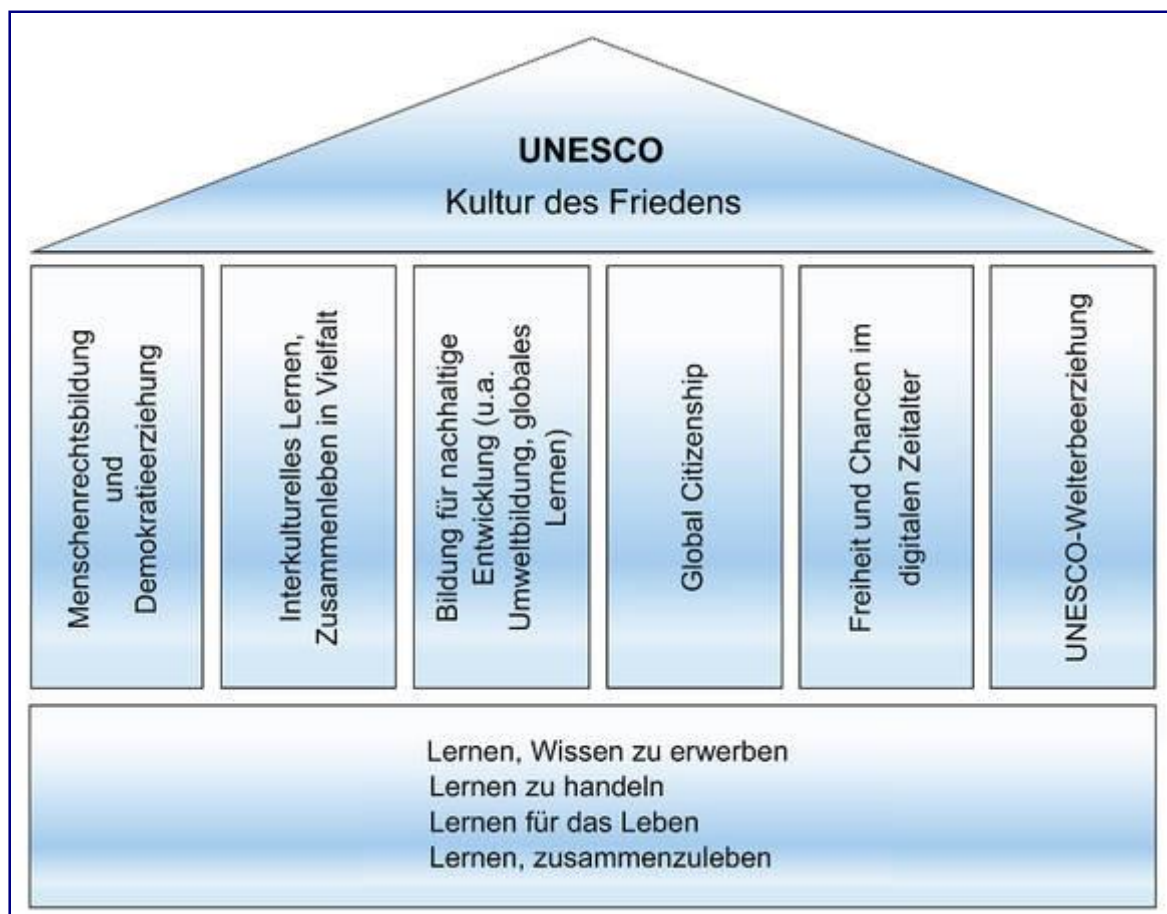 UNESCO
Kultur des Friedens
Menschenrechtsbildung
und
Demokratieerziehung
Interkulturelles Lernen,
Zusammenleben in Vielfalt
Bildung für nachhaltige
Entwicklung (u.a.
Umweltbildung, globales
Lernen)
Global Citizenship
Freiheit und Chancen im
digitalen Zeitalter
UNESCO-Welterbeerziehung
Lernen, Wissen zu erwerben
Lernen zu handeln
Lernen für das Leben
Lernen, zusammenzuleben